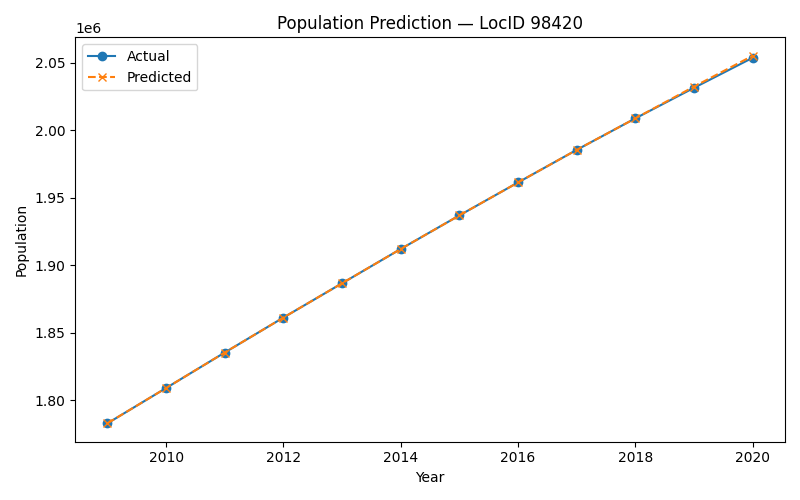 Population Prediction — LocID 98420
1e6
Actual
Predicted
2.05
2.00
1.95
1.90
1.85
1.80
Population
2010 2012 2014 2016 2018 2020
Year